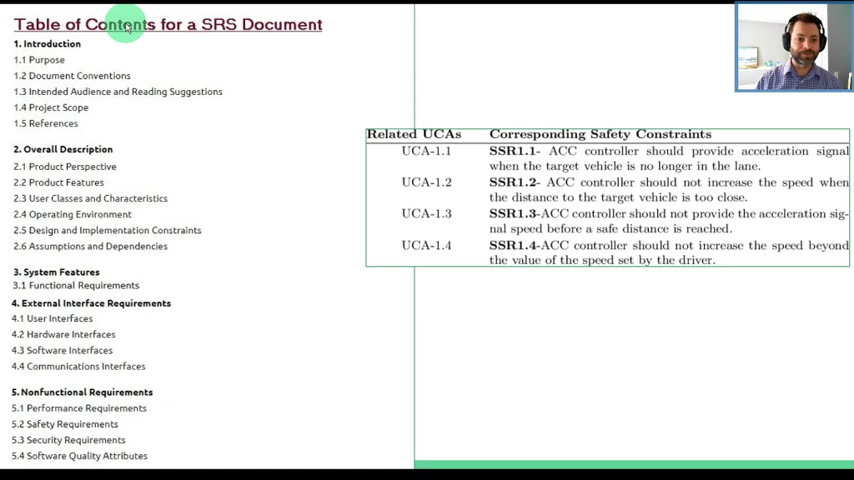 Table of Contents for a SRS Document
1. Introduction
1.1 Purpose
1.2 Document Conventions
1.3 Intended Audience and Reading Suggestions
1.4 Project Scope
1.5 References
2. Overall Description
2.1 Product Perspective
2.2 Product Features
2.3 User Classes and Characteristics
2.4 Operating Environment
2.5 Design and Implementation Constraints
2.6 Assumptions and Dependencies
3. System Features
3.1 Functional Requirements
4. External Interface Requirements
4.1 User Interfaces
4.2 Hardware Interfaces
4.3 Software Interfaces
4.4 Communications Interfaces
5. Nonfunctional Requirements
5.1 Performance Requirements
5.2 Safety Requirements
5.3 Security Requirements
5.4 Software Quality Attributes
Related UCAs Corresponding Safety Constraints
UCA-1.1 SSR1.1- ACC controller should provide acceleration signal
when the target vehicle is no longer in the lane.
UCA-1.2 SSR1.2- ACC controller should not increase the speed when
the distance to the target vehicle is too close.
UCA-1.3 SSR1.3-ACC controller should not provide the acceleration sig-
nal speed before a safe distance is reached.
UCA-1.4 SSR1.4-ACC controller should not increase the speed beyond
the value of the speed set by the driver.